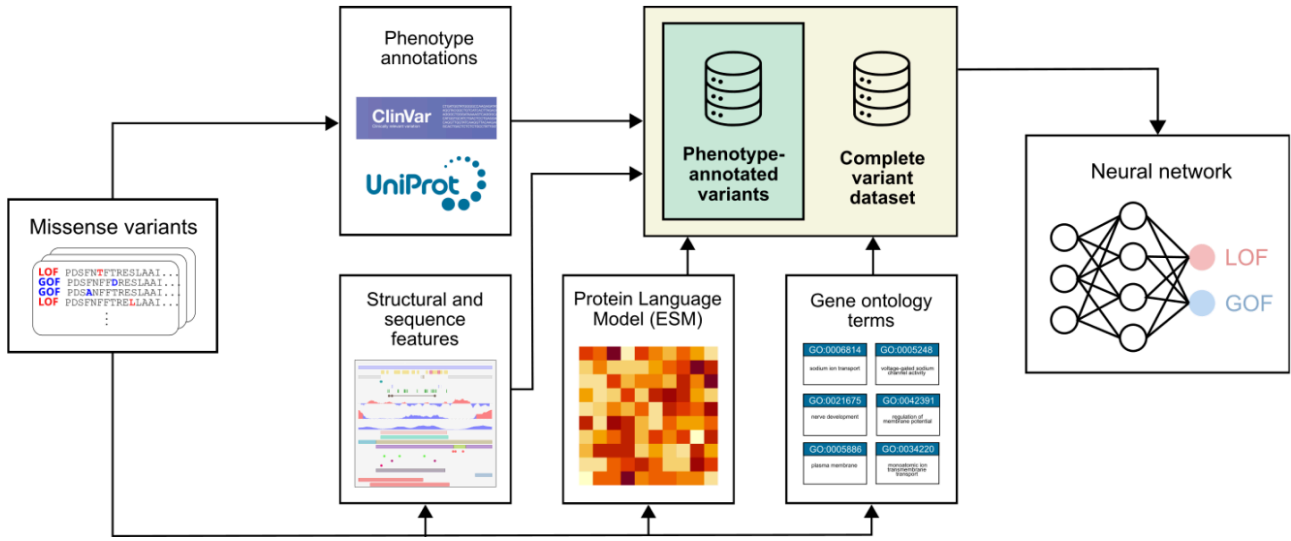 Missense variants
LOF PDSFNTFTRESLAAI...
GOF PDSFNFFDRESLAAI...
GOF PDSANFFTRESLAAI...
LOF PDSFNFFTRELLAAI...
Phenotype
annotations
ClinVar
UniProt
Structural and
sequence
features
Protein Language
Model (ESM)
Gene ontology
terms
GO:0006814
sodium ion transport
GO:0005248
voltage-gated sodium
channel activity
GO:0021675
nerve development
GO:0042391
regulation of
membrane potential
GO:0005886
plasma membrane
GO:0034220
monoatomic ion
transmembrane
transport
Phenotype-
annotated
variants
Complete
variant
dataset
Neural network
LOF
GOF